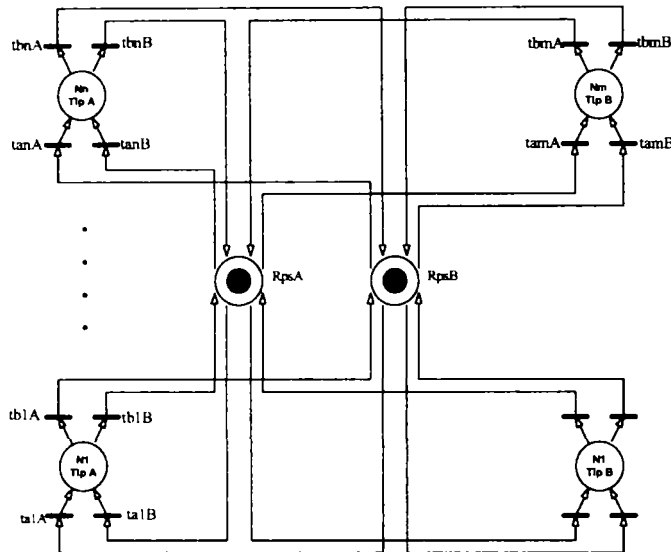 tbnA
tbnB
tbmA
tbmB
Nn
Tip A
Nm
Tip B
tanA
tanB
tamA
tamB
RpsA
RpsB
tb1A
tb1B
N1
Tip A
N1
Tip B
ta1A
ta1B